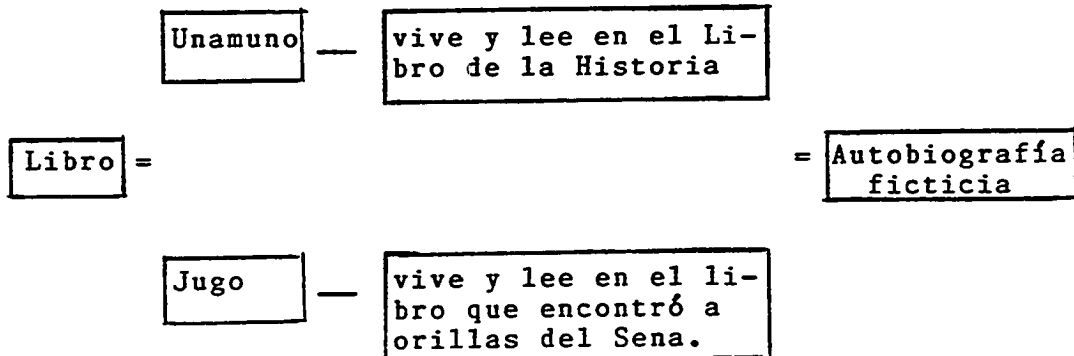 Unamuno — vive y lee en el Li-
bro de la Historia
Libro = = Autobiografía
ficticia
Jugo — vive y lee en el li-
bro que encontró a
orillas del Sena.